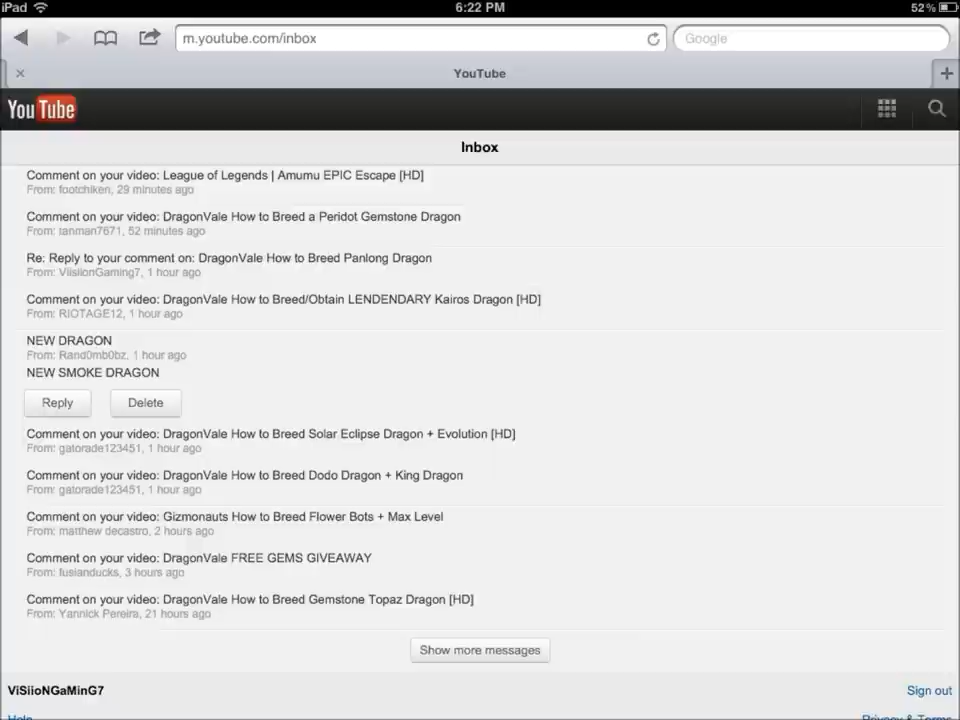 iPad 6:22 PM 52%
m.youtube.com/inbox Google
YouTube
YouTube
Inbox
Comment on your video: League of Legends | Amumu EPIC Escape [HD]
From: footchiken, 29 minutes ago
Comment on your video: DragonVale How to Breed a Peridot Gemstone Dragon
From: ranman7671, 52 minutes ago
Re: Reply to your comment on: DragonVale How to Breed Panlong Dragon
From: ViisiionGaming7, 1 hour ago
Comment on your video: DragonVale How to Breed/Obtain LENDENDARY Kairos Dragon [HD]
From: RIOTAGE12, 1 hour ago
NEW DRAGON
From: Rand0mb0bz, 1 hour ago
NEW SMOKE DRAGON
Reply Delete
Comment on your video: DragonVale How to Breed Solar Eclipse Dragon + Evolution [HD]
From: gatorade123451, 1 hour ago
Comment on your video: DragonVale How to Breed Dodo Dragon + King Dragon
From: gatorade123451, 1 hour ago
Comment on your video: Gizmonauts How to Breed Flower Bots + Max Level
From: matthew decastro, 2 hours ago
Comment on your video: DragonVale FREE GEMS GIVEAWAY
From: fusianducks, 3 hours ago
Comment on your video: DragonVale How to Breed Gemstone Topaz Dragon [HD]
From: Yannick Pereira, 21 hours ago
Show more messages
ViSiioNGaMinG7 Sign out
Help Privacy & Terms